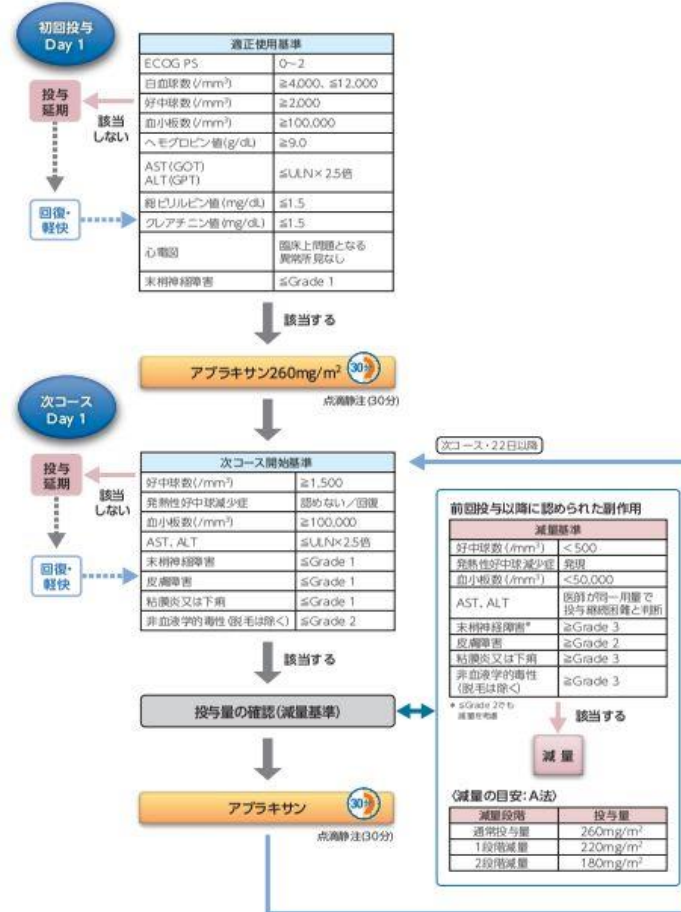 初回投与
Day 1
適正使用基準
ECOG PS 0~2
白血球数(/mm³) ≧4,000、≦12,000
好中球数(/mm³) ≧2,000
血小板数(/mm³) ≧100,000
ヘモグロビン値(g/dL) ≧9.0
AST(GOT)
ALT(GPT) ≦ULN×2.5倍
総ビリルビン値(mg/dL) ≦1.5
クレアチニン値(mg/dL) ≦1.5
心電図 臨床上問題となる
異常所見なし
末梢神経障害 ≦Grade 1
投与
延期
該当
しない
回復・
軽快
該当する
アブラキサン260mg/m² 30分
点滴静注(30分)
次コース
Day 1
次コース・22日以降
次コース開始基準
好中球数(/mm³) ≧1,500
発熱性好中球減少症 認めない/回復
血小板数(/mm³) ≧100,000
AST、ALT ≦ULN×2.5倍
末梢神経障害 ≦Grade 1
皮膚障害 ≦Grade 1
粘膜炎又は下痢 ≦Grade 1
非血液学的毒性(脱毛は除く) ≦Grade 2
投与
延期
該当
しない
回復・
軽快
該当する
投与量の確認(減量基準)
アブラキサン 30分
点滴静注(30分)
前回投与以降に認められた副作用
減量基準
好中球数(/mm³) <500
発熱性好中球減少症 発現
血小板数(/mm³) <50,000
AST、ALT 医師が同一用量で
投与継続困難と判断
末梢神経障害* ≧Grade 3
皮膚障害 ≧Grade 2
粘膜炎又は下痢 ≧Grade 3
非血液学的毒性
(脱毛は除く) ≧Grade 3
* ≦Grade 2でも
減量を考慮
該当する
減 量
〈減量の目安:A法〉
減量段階 投与量
通常投与量 260mg/m²
1段階減量 220mg/m²
2段階減量 180mg/m²